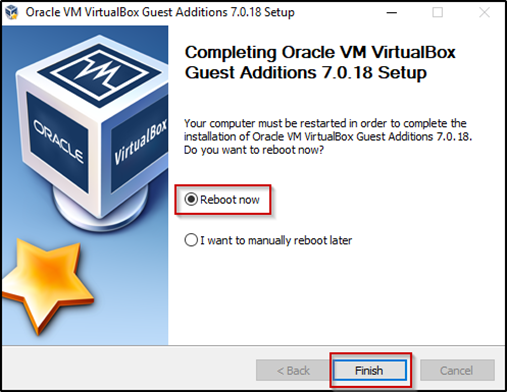 Oracle VM VirtualBox Guest Additions 7.0.18 Setup
Completing Oracle VM VirtualBox
Guest Additions 7.0.18 Setup
Your computer must be restarted in order to complete the
installation of Oracle VM VirtualBox Guest Additions 7.0.18.
Do you want to reboot now?
ORACLE
VirtualBox
Reboot now
I want to manually reboot later
< Back
Finish
Cancel